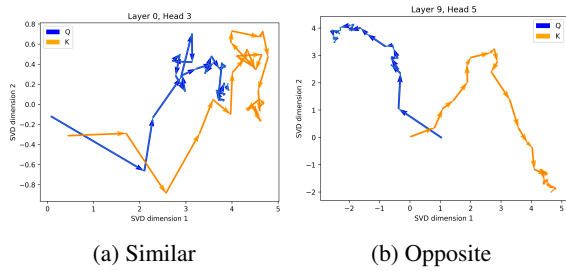 Layer 0, Head 3
Q
K
0.8
0.6
0.4
0.2
0.0
−0.2
−0.4
−0.6
−0.8
SVD dimension 2
0 1 2 3 4 5
SVD dimension 1
(a) Similar
Layer 9, Head 5
Q
K
4
3
2
1
0
−1
−2
SVD dimension 2
−2 −1 0 1 2 3 4 5
SVD dimension 1
(b) Opposite